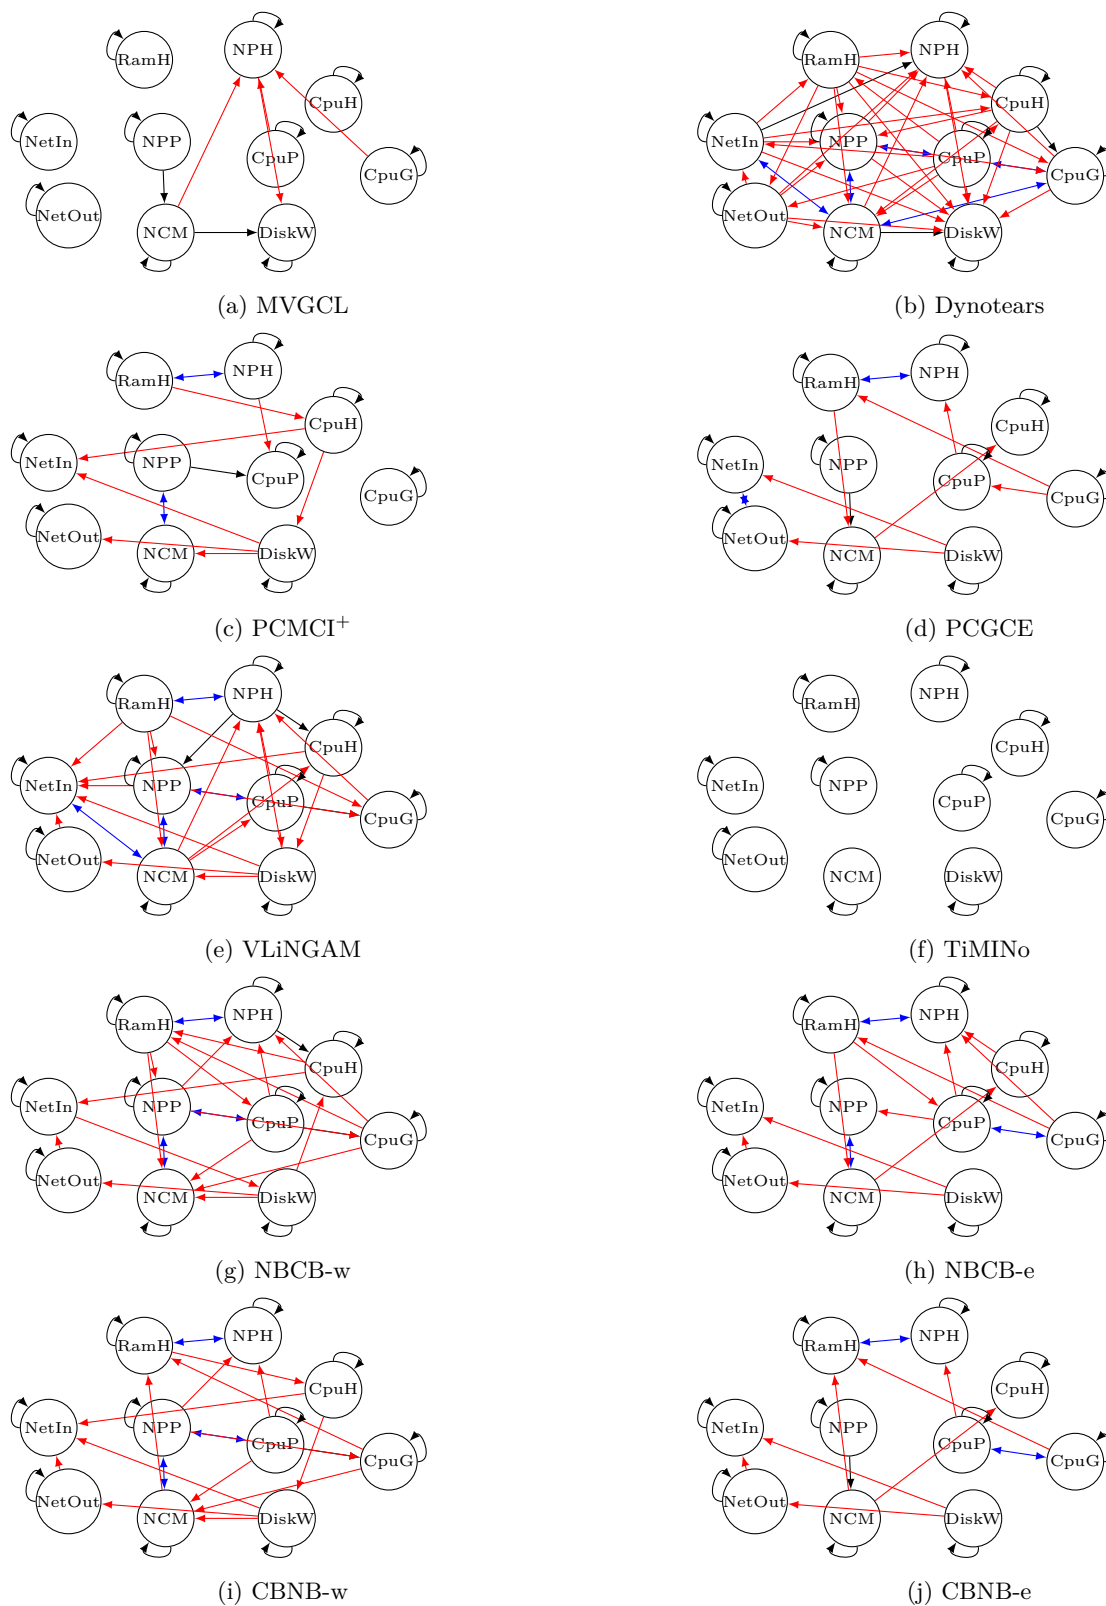 NPH
RamH
CpuH
NetIn
NPP
CpuP
CpuG
NetOut
NCM
DiskW
(a) MVGCL
NPH
RamH
CpuH
NetIn
NPP
CpuP
CpuG
NetOut
NCM
DiskW
(b) Dynotears
NPH
RamH
CpuH
NetIn
NPP
CpuP
CpuG
NetOut
NCM
DiskW
(c) PCMCI⁺
NPH
RamH
CpuH
NetIn
NPP
CpuP
CpuG
NetOut
NCM
DiskW
(d) PCGCE
NPH
RamH
CpuH
NetIn
NPP
CpuP
CpuG
NetOut
NCM
DiskW
(e) VLiNGAM
NPH
RamH
CpuH
NetIn
NPP
CpuP
CpuG
NetOut
NCM
DiskW
(f) TiMINo
NPH
RamH
CpuH
NetIn
NPP
CpuP
CpuG
NetOut
NCM
DiskW
(g) NBCB-w
NPH
RamH
CpuH
NetIn
NPP
CpuP
CpuG
NetOut
NCM
DiskW
(h) NBCB-e
NPH
RamH
CpuH
NetIn
NPP
CpuP
CpuG
NetOut
NCM
DiskW
(i) CBNB-w
NPH
RamH
CpuH
NetIn
NPP
CpuP
CpuG
NetOut
NCM
DiskW
(j) CBNB-e